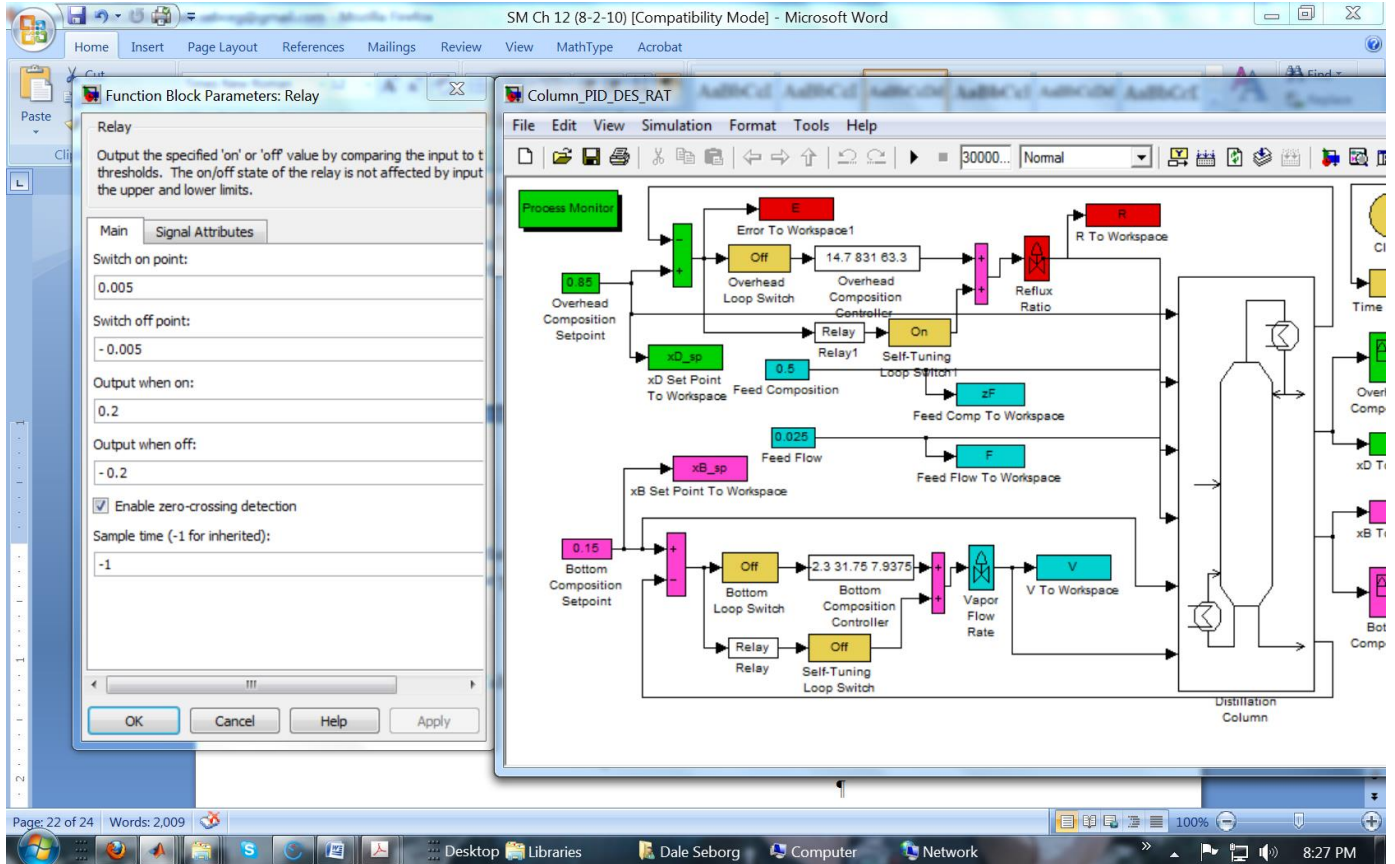 SM Ch 12 (8-2-10) [Compatibility Mode] - Microsoft Word
Home Insert Page Layout References Mailings Review View MathType Acrobat
Cut
Paste
Find
Replace
Function Block Parameters: Relay
Relay
Output the specified 'on' or 'off' value by comparing the input to t
thresholds. The on/off state of the relay is not affected by input
the upper and lower limits.
Main Signal Attributes
Switch on point:
0.005
Switch off point:
- 0.005
Output when on:
0.2
Output when off:
- 0.2
Enable zero-crossing detection
Sample time (-1 for inherited):
-1
OK Cancel Help Apply
Column_PID_DES_RAT
File Edit View Simulation Format Tools Help
30000... Normal
Process Monitor
E
Error To Workspace1
R
R To Workspace
Off
Overhead
Loop Switch
14.7 831 63.3
Overhead
Composition
Controller
Reflux
Ratio
0.85
Overhead
Composition
Setpoint
Relay
Relay1
On
Self-Tuning
Loop Switch1
xD_sp
xD Set Point
To Workspace
0.5
Feed Composition
zF
Feed Comp To Workspace
0.025
Feed Flow
F
Feed Flow To Workspace
xB_sp
xB Set Point To Workspace
0.15
Bottom
Composition
Setpoint
Off
Bottom
Loop Switch
2.3 31.75 7.9375
Bottom
Composition
Controller
Vapor
Flow
Rate
V
V To Workspace
Relay
Relay
Off
Self-Tuning
Loop Switch
Distillation
Column
Cl
Time
Over
Comp
xD T
xB T
Bot
Comp
¶
Page: 22 of 24 Words: 2,009
100%
Desktop Libraries Dale Seborg Computer Network
8:27 PM